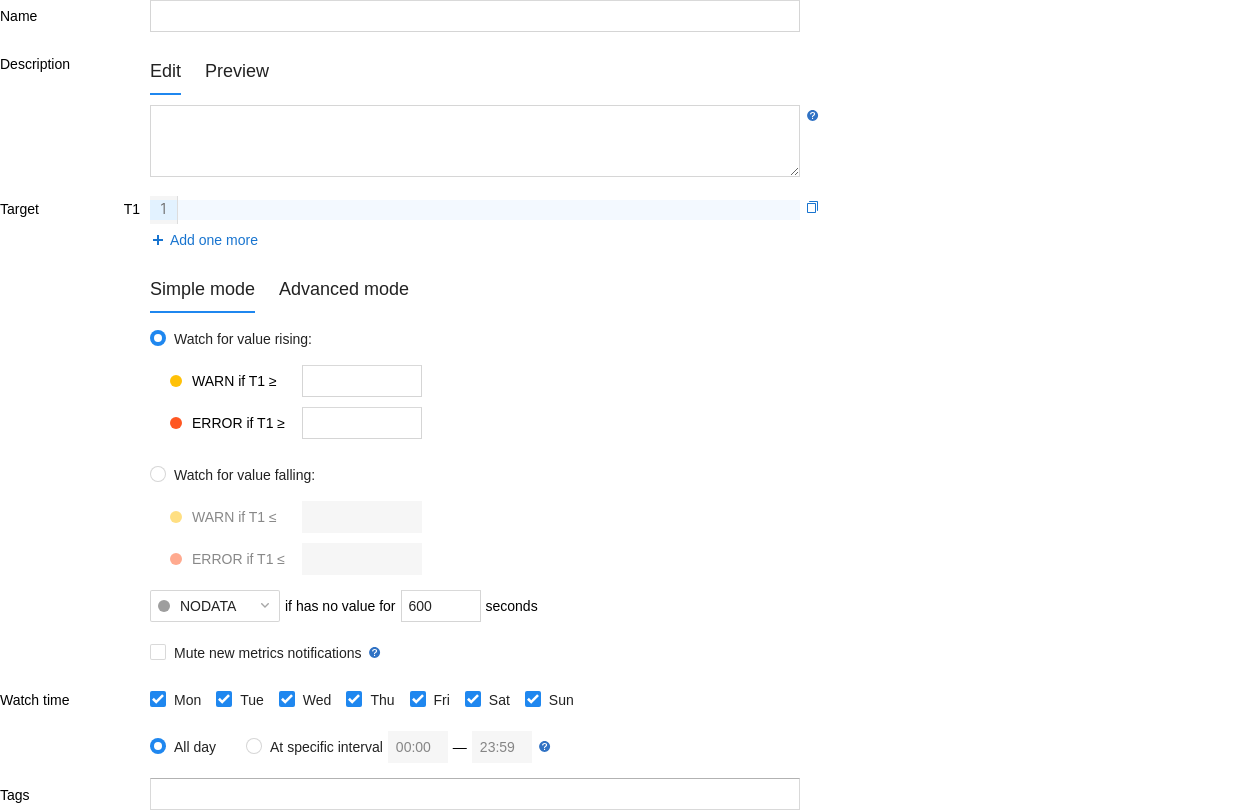 Name
Description
Edit Preview
Target T1 1
Add one more
Simple mode Advanced mode
Watch for value rising:
WARN if T1 ≥
ERROR if T1 ≥
Watch for value falling:
WARN if T1 ≤
ERROR if T1 ≤
NODATA if has no value for 600 seconds
Mute new metrics notifications ?
Watch time Mon Tue Wed Thu Fri Sat Sun
All day At specific interval 00:00 — 23:59 ?
Tags